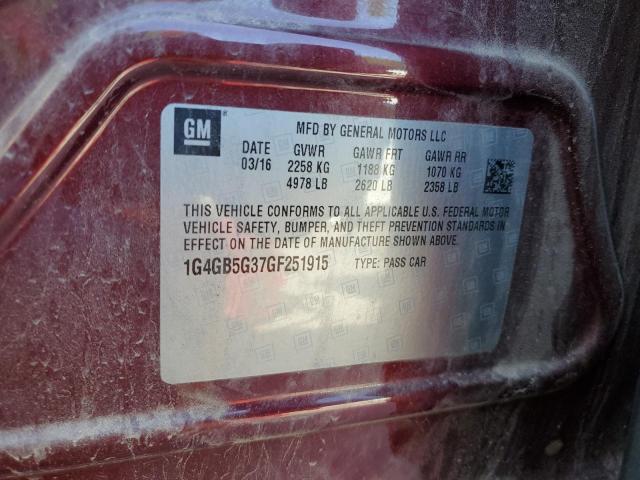 GM
MFD BY GENERAL MOTORS LLC
DATE GVWR GAWR FRT GAWR RR
03/16 2258 KG 1188 KG 1070 KG
4978 LB 2620 LB 2358 LB
THIS VEHICLE CONFORMS TO ALL APPLICABLE U.S. FEDERAL MOTOR
VEHICLE SAFETY, BUMPER, AND THEFT PREVENTION STANDARDS IN
EFFECT ON THE DATE OF MANUFACTURE SHOWN ABOVE.
1G4GB5G37GF251915 TYPE: PASS CAR